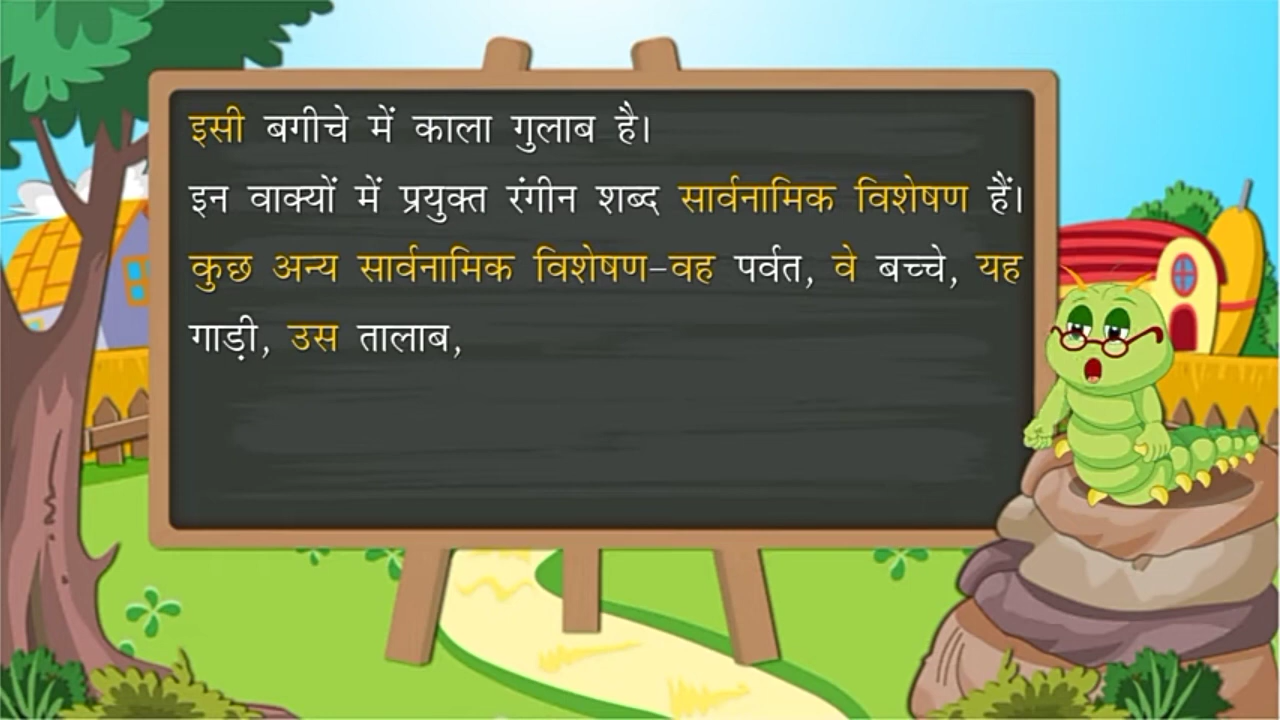 इसी बगीचे में काला गुलाब है।
इन वाक्यों में प्रयुक्त रंगीन शब्द सार्वनामिक विशेषण हैं।
कुछ अन्य सार्वनामिक विशेषण-वह पर्वत, वे बच्चे, यह
गाड़ी, उस तालाब,